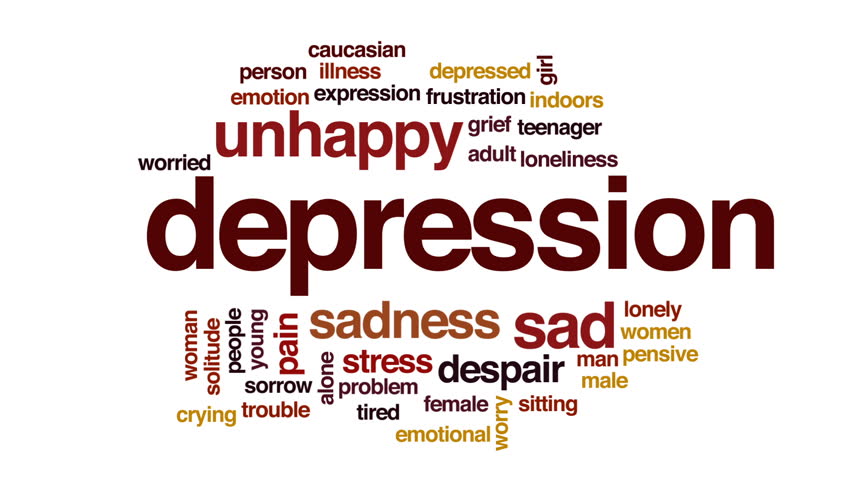 caucasian
person illness depressed girl
emotion expression frustration indoors
unhappy grief teenager
worried adult loneliness
depression
woman solitude people young pain sadness sad lonely
women
stress despair man pensive
sorrow alone problem male
crying trouble tired female worry sitting
emotional